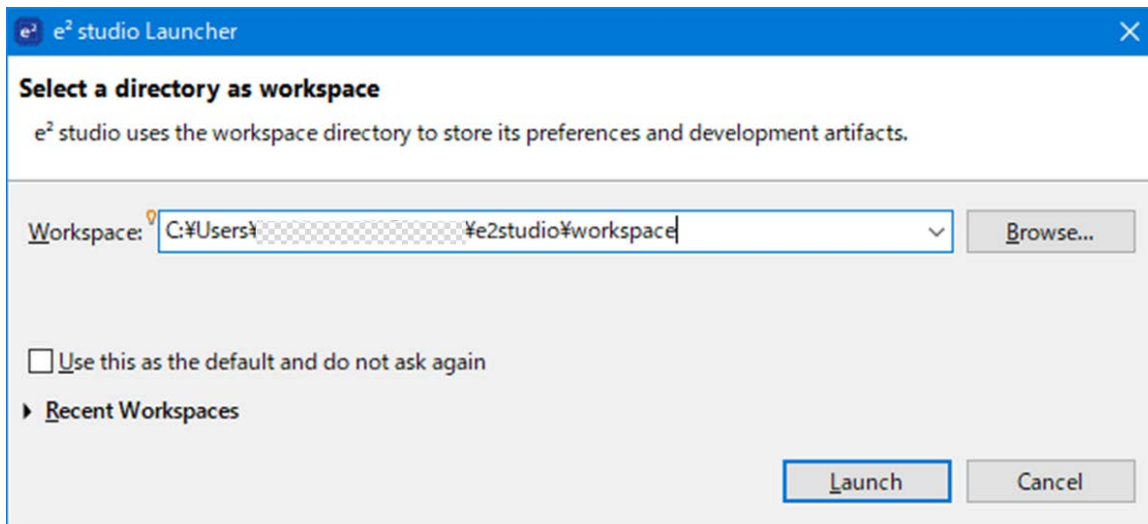 e² e² studio Launcher
Select a directory as workspace
e² studio uses the workspace directory to store its preferences and development artifacts.
Workspace: C:¥Users¥ ¥e2studio¥workspace Browse...
Use this as the default and do not ask again
Recent Workspaces
Launch Cancel